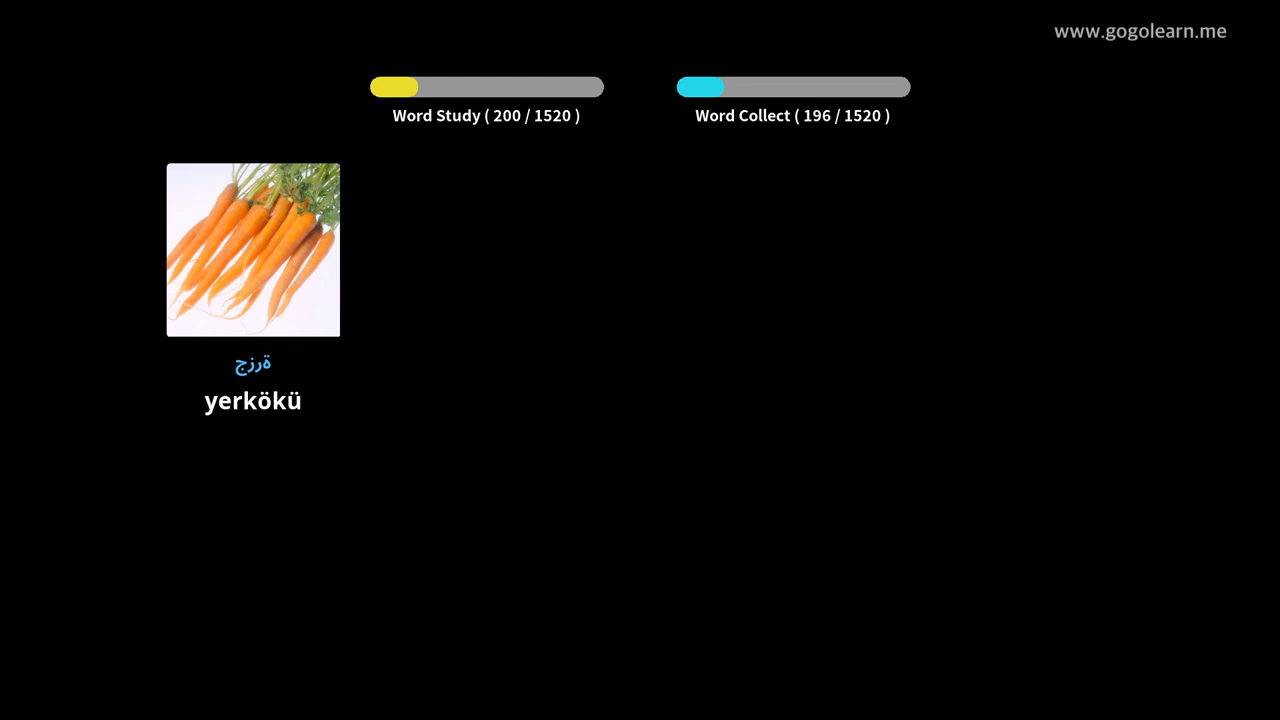 www.gogolearn.me
Word Study ( 200 / 1520 )
Word Collect ( 196 / 1520 )
جزرة
yerkökü